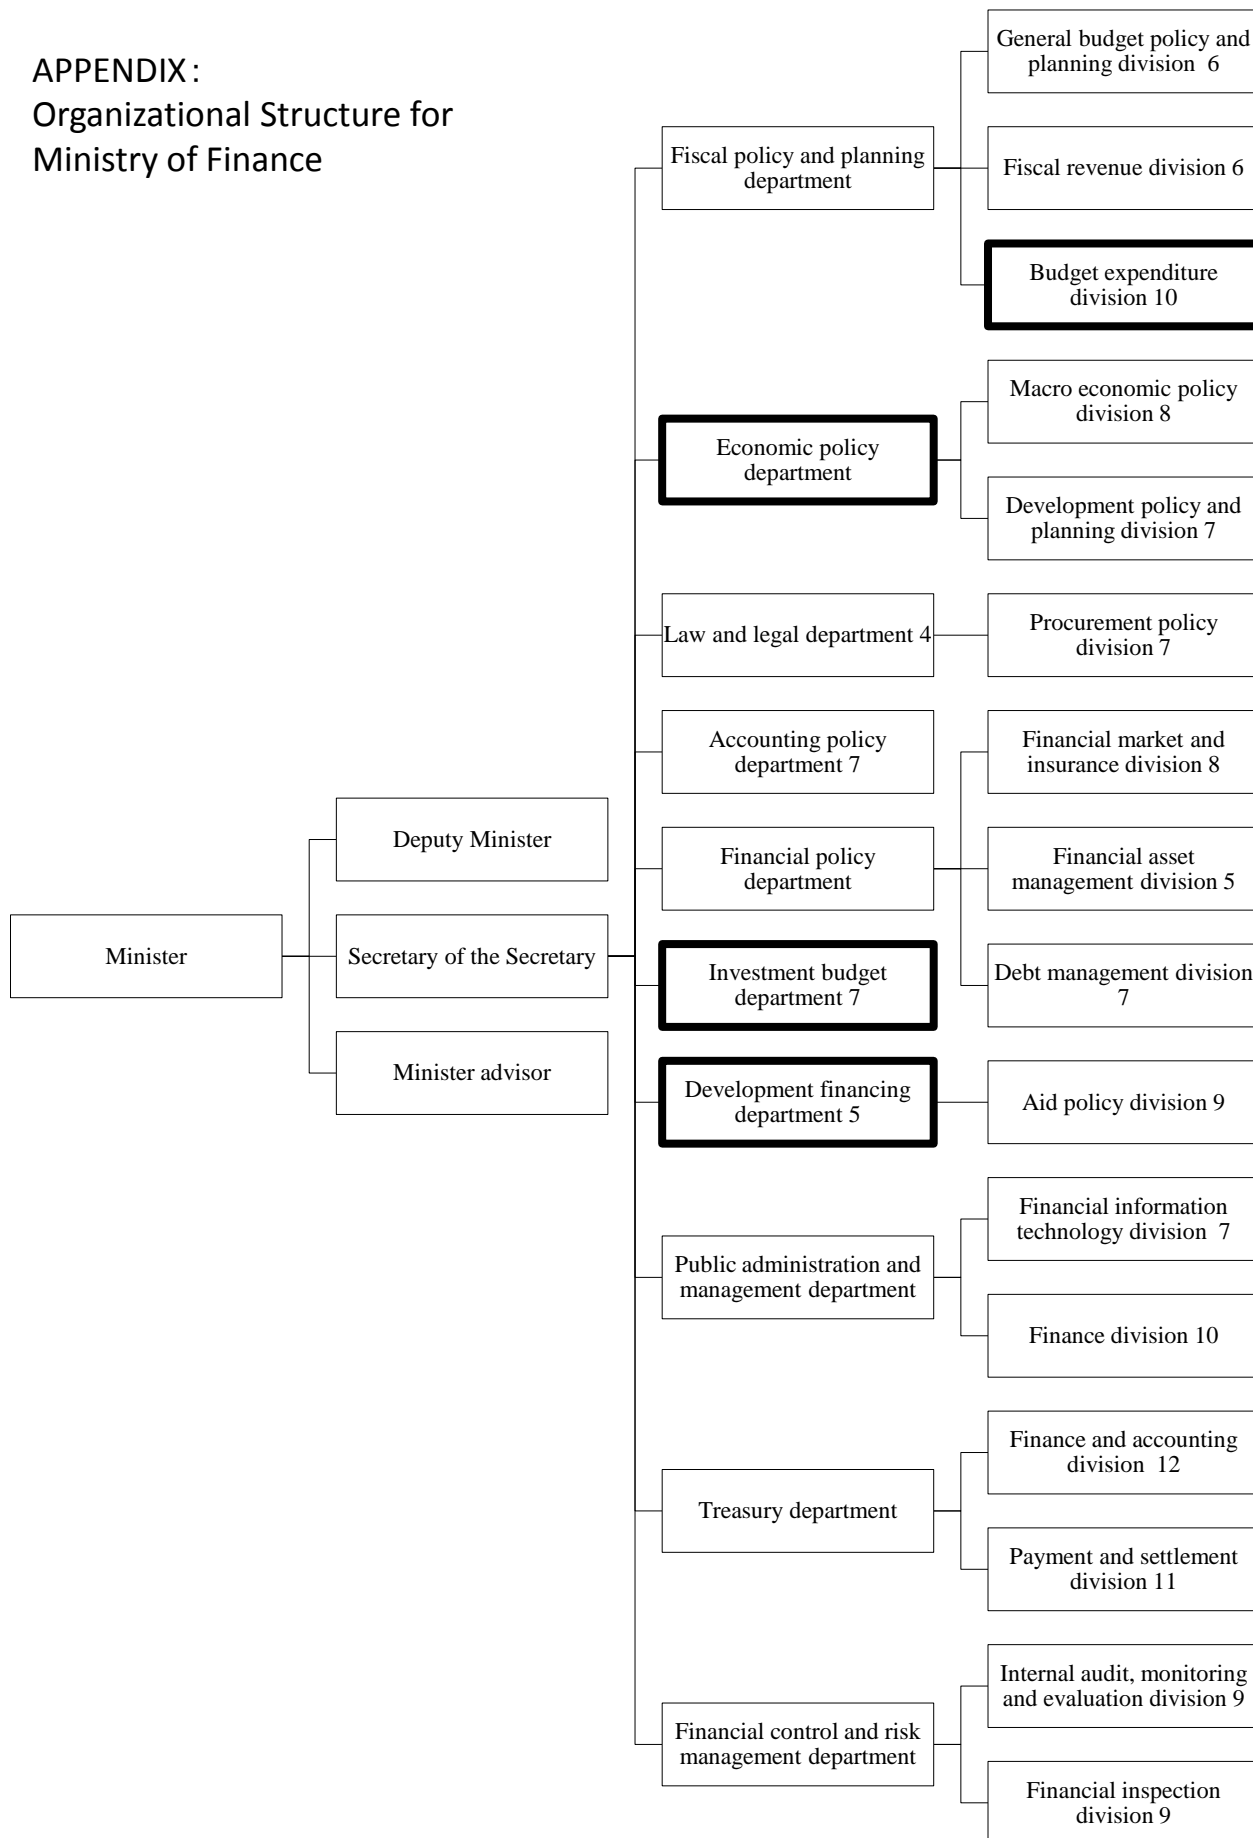 APPENDIX:
Organizational Structure for
Ministry of Finance
Minister
Deputy Minister
Secretary of the Secretary
Minister advisor
Fiscal policy and planning
department
General budget policy and
planning division 6
Fiscal revenue division 6
Budget expenditure
division 10
Economic policy
department
Macro economic policy
division 8
Development policy and
planning division 7
Law and legal department 4
Procurement policy
division 7
Accounting policy
department 7
Financial policy
department
Financial market and
insurance division 8
Financial asset
management division 5
Debt management division
7
Investment budget
department 7
Development financing
department 5
Aid policy division 9
Public administration and
management department
Financial information
technology division 7
Finance division 10
Treasury department
Finance and accounting
division 12
Payment and settlement
division 11
Financial control and risk
management department
Internal audit, monitoring
and evaluation division 9
Financial inspection
division 9